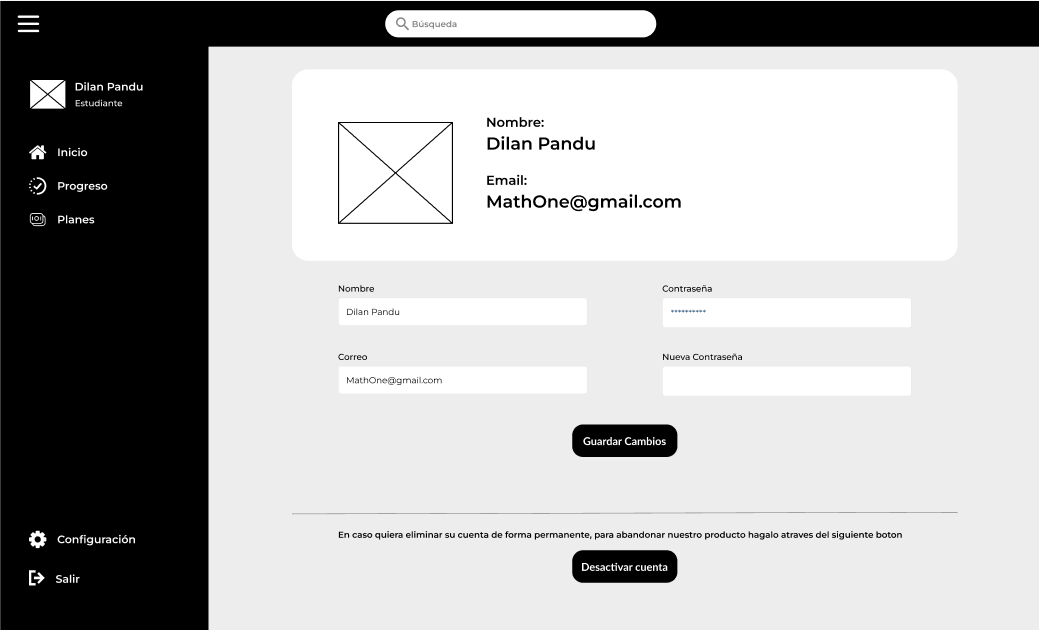 Búsqueda
Dilan Pandu
Estudiante
Inicio
Progreso
Planes
Configuración
Salir
Nombre:
Dilan Pandu
Email:
MathOne@gmail.com
Nombre
Dilan Pandu
Contraseña
**********
Correo
MathOne@gmail.com
Nueva Contraseña
Guardar Cambios
En caso quiera eliminar su cuenta de forma permanente, para abandonar nuestro producto hagalo atraves del siguiente boton
Desactivar cuenta